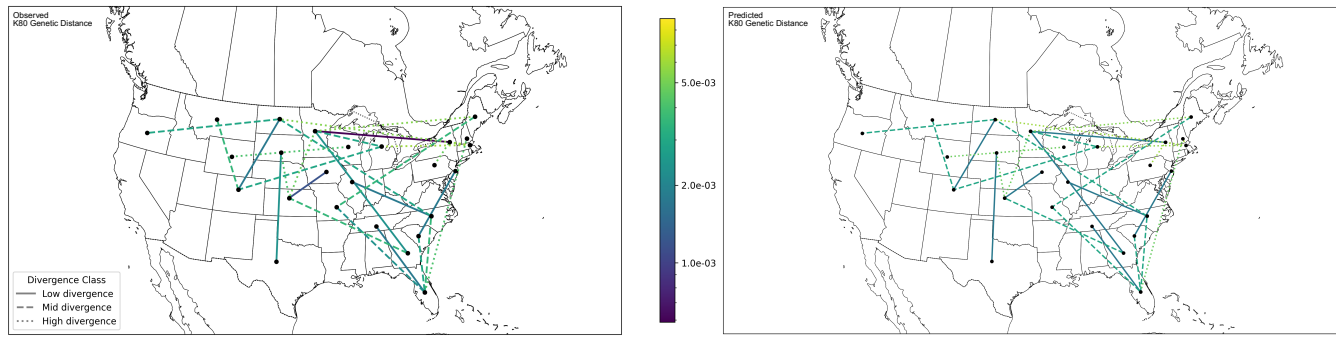 Observed
K80 Genetic Distance
Divergence Class
Low divergence
Mid divergence
High divergence
5.0e-03
2.0e-03
1.0e-03
Predicted
K80 Genetic Distance